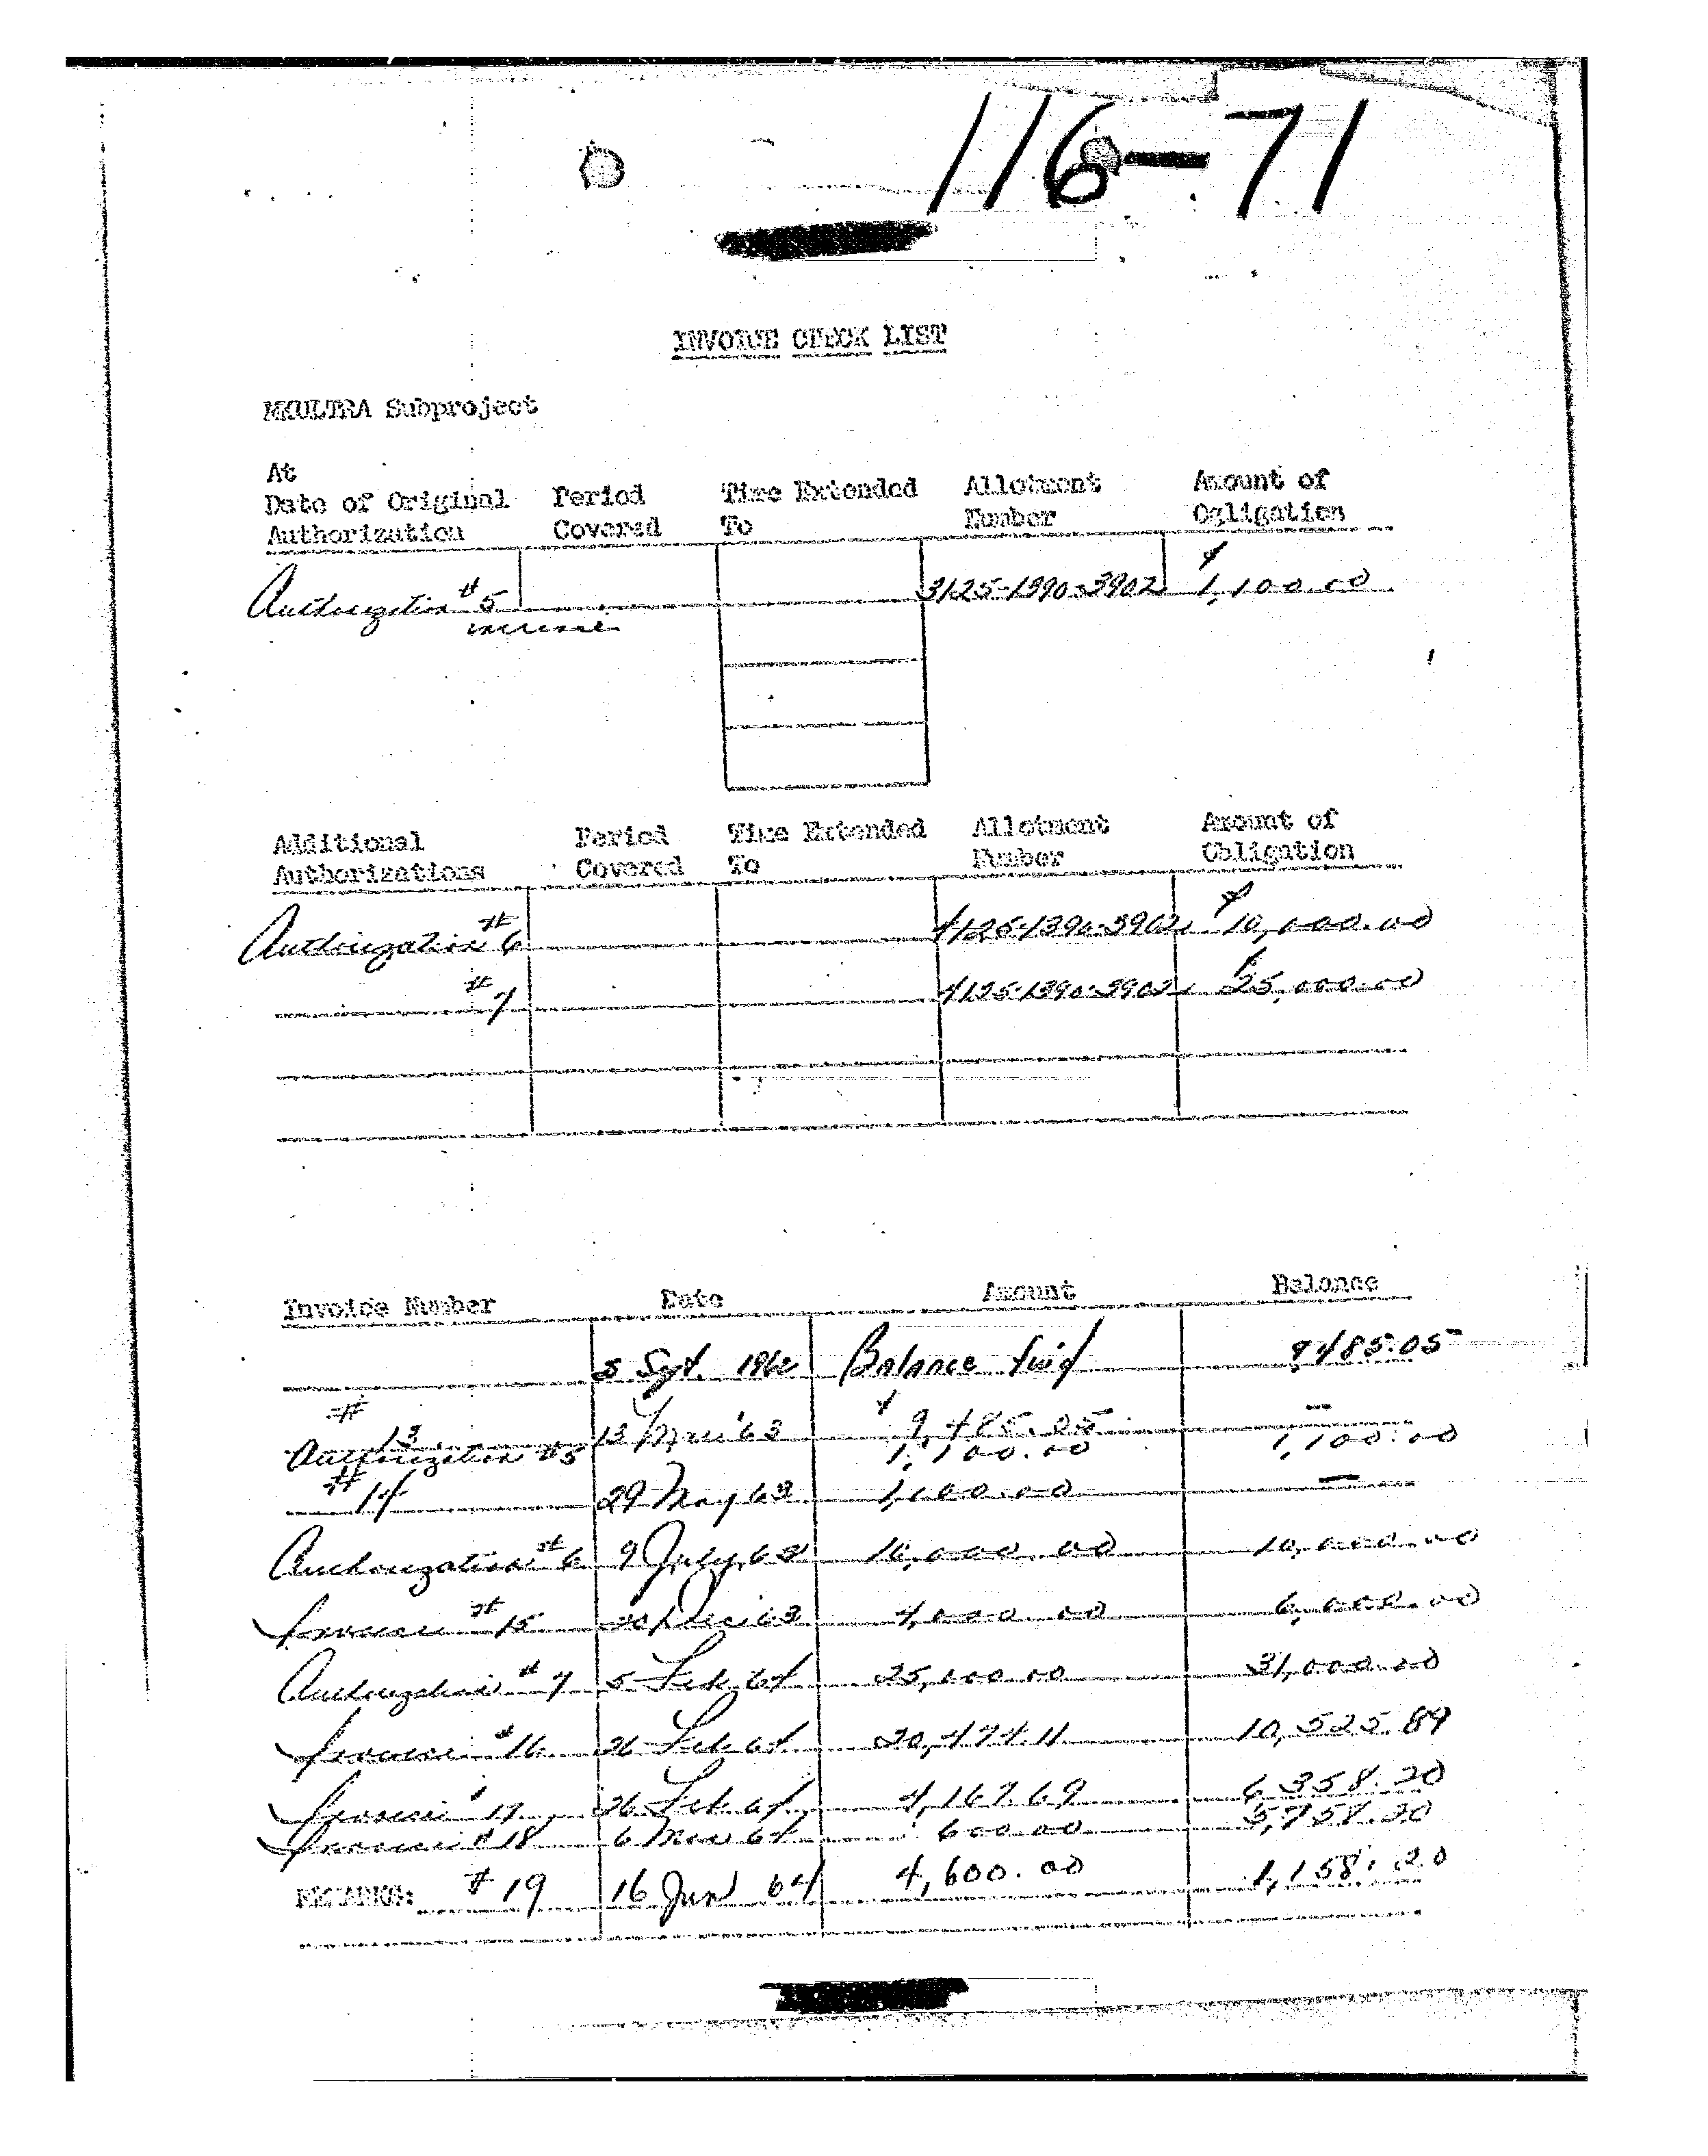 116-71
INVOICE CHECK LIST
MKULTRA Subproject
At
Date of Original Authorization Period Covered Time Extended To Allotment Number Amount of Ogligation
Authorization #5 3125-1390-3902 $ 1,100.00
increase
Additional Authorizations Period Covered Time Extended To Allotment Number Amount of Obligation
Authorization #6 4125-1390-3902 $ 10,000.00
#7 4125-1390-3902 $ 25,000.00
Invoice Number Date Amount Balance
5 Sept. 1962 Balance fwd 9485.05
#13 13 Mar '63 $ 9,485.05 —
Authorization #5 1,100.00 1,100.00
#14 29 May 63 1,100.00 —
Authorization #6 9 July 63 10,000.00 10,000.00
Invoice #15 Dec 63 4,000.00 6,000.00
Authorization #7 5 Feb 64 25,000.00 31,000.00
Invoice #16 26 Feb 64 20,474.11 10,525.89
Invoice #17 26 Feb 64 4,167.69 6,358.20
Invoice #18 6 Mar 64 600.00 5,758.20
REMARKS: #19 16 Jun 64 4,600.00 1,158.20